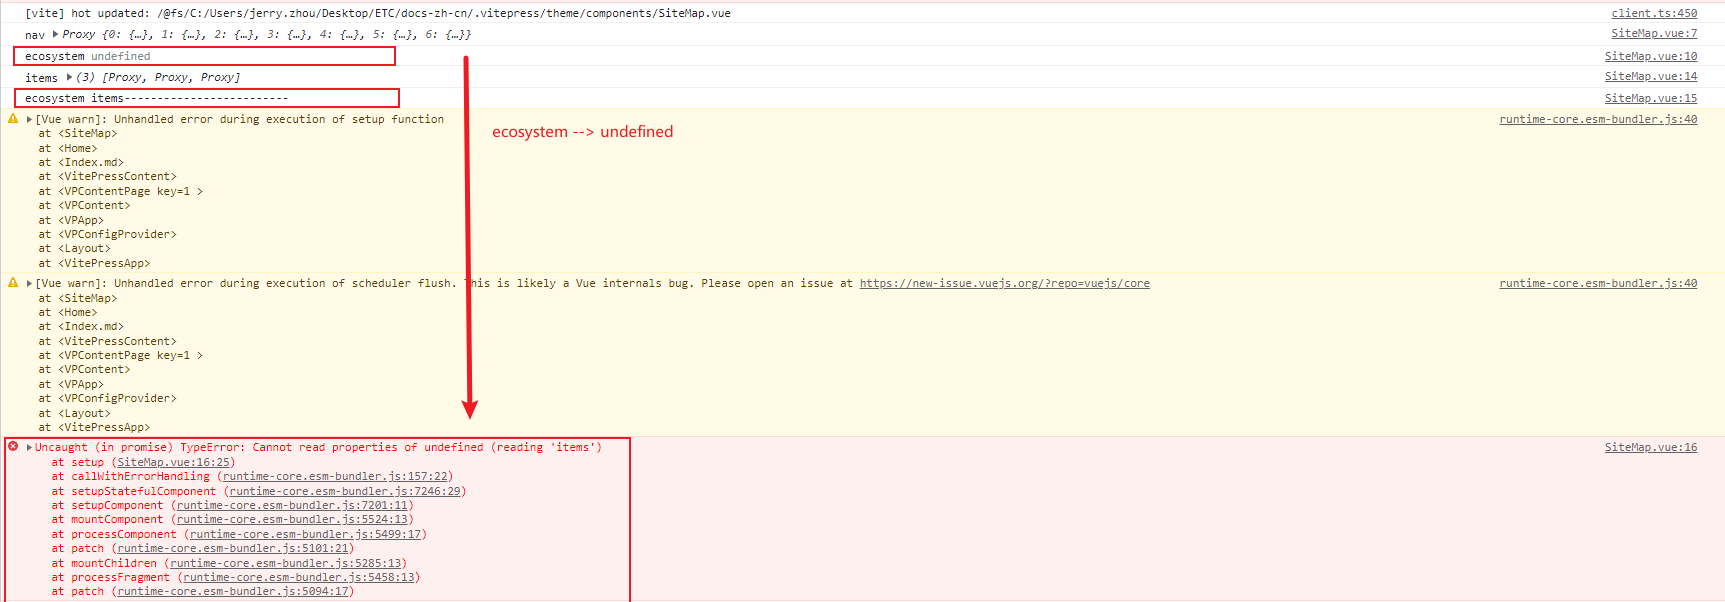 [vite] hot updated: /@fs/C:/Users/jerry.zhou/Desktop/ETC/docs-zh-cn/.vitepress/theme/components/SiteMap.vue client.ts:450
nav ▶Proxy {0: {…}, 1: {…}, 2: {…}, 3: {…}, 4: {…}, 5: {…}, 6: {…}} SiteMap.vue:7
ecosystem undefined SiteMap.vue:10
items ▶(3) [Proxy, Proxy, Proxy] SiteMap.vue:14
ecosystem items------------------------- SiteMap.vue:15
▶[Vue warn]: Unhandled error during execution of setup function runtime-core.esm-bundler.js:40
ecosystem --> undefined
at <SiteMap>
at <Home>
at <Index.md>
at <VitePressContent>
at <VPContentPage key=1 >
at <VPContent>
at <VPApp>
at <VPConfigProvider>
at <Layout>
at <VitePressApp>
▶[Vue warn]: Unhandled error during execution of scheduler flush. This is likely a Vue internals bug. Please open an issue at https://new-issue.vuejs.org/?repo=vuejs/core runtime-core.esm-bundler.js:40
at <SiteMap>
at <Home>
at <Index.md>
at <VitePressContent>
at <VPContentPage key=1 >
at <VPContent>
at <VPApp>
at <VPConfigProvider>
at <Layout>
at <VitePressApp>
▶Uncaught (in promise) TypeError: Cannot read properties of undefined (reading 'items') SiteMap.vue:16
at setup (SiteMap.vue:16:25)
at callWithErrorHandling (runtime-core.esm-bundler.js:157:22)
at setupStatefulComponent (runtime-core.esm-bundler.js:7246:29)
at setupComponent (runtime-core.esm-bundler.js:7201:11)
at mountComponent (runtime-core.esm-bundler.js:5524:13)
at processComponent (runtime-core.esm-bundler.js:5499:17)
at patch (runtime-core.esm-bundler.js:5101:21)
at mountChildren (runtime-core.esm-bundler.js:5285:13)
at processFragment (runtime-core.esm-bundler.js:5458:13)
at patch (runtime-core.esm-bundler.js:5094:17)